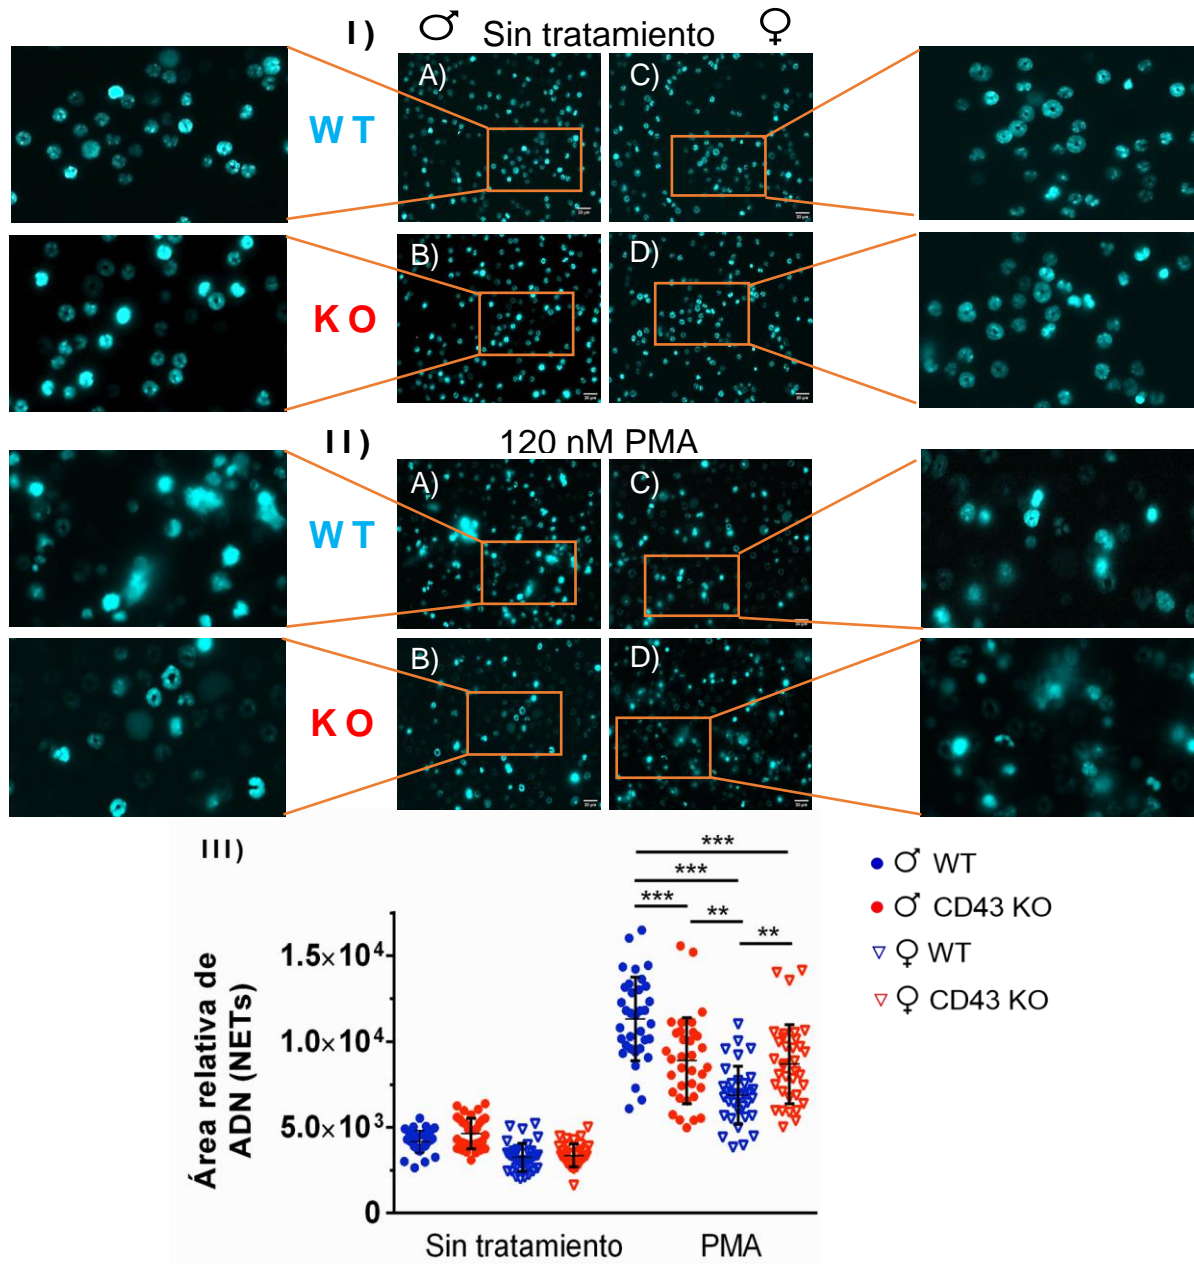 I) ♂ Sin tratamiento ♀
A)
C)
WT
B)
D)
KO
II) 120 nM PMA
A)
C)
WT
B)
D)
KO
III)
***
***
***
**
**
Área relativa de
ADN (NETs)
1.5×10⁴
1.0×10⁴
5.0×10³
0
Sin tratamiento
PMA
♂ WT
♂ CD43 KO
♀ WT
♀ CD43 KO